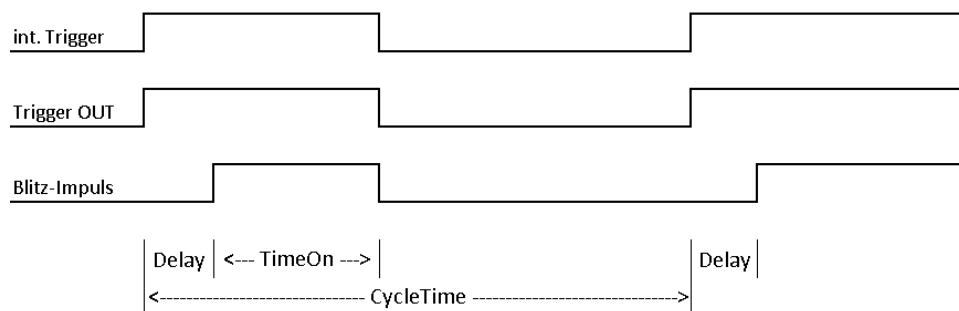 int. Trigger
Trigger OUT
Blitz-Impuls
Delay <--- TimeOn ---> Delay
<---------------------------- CycleTime ---------------------------->